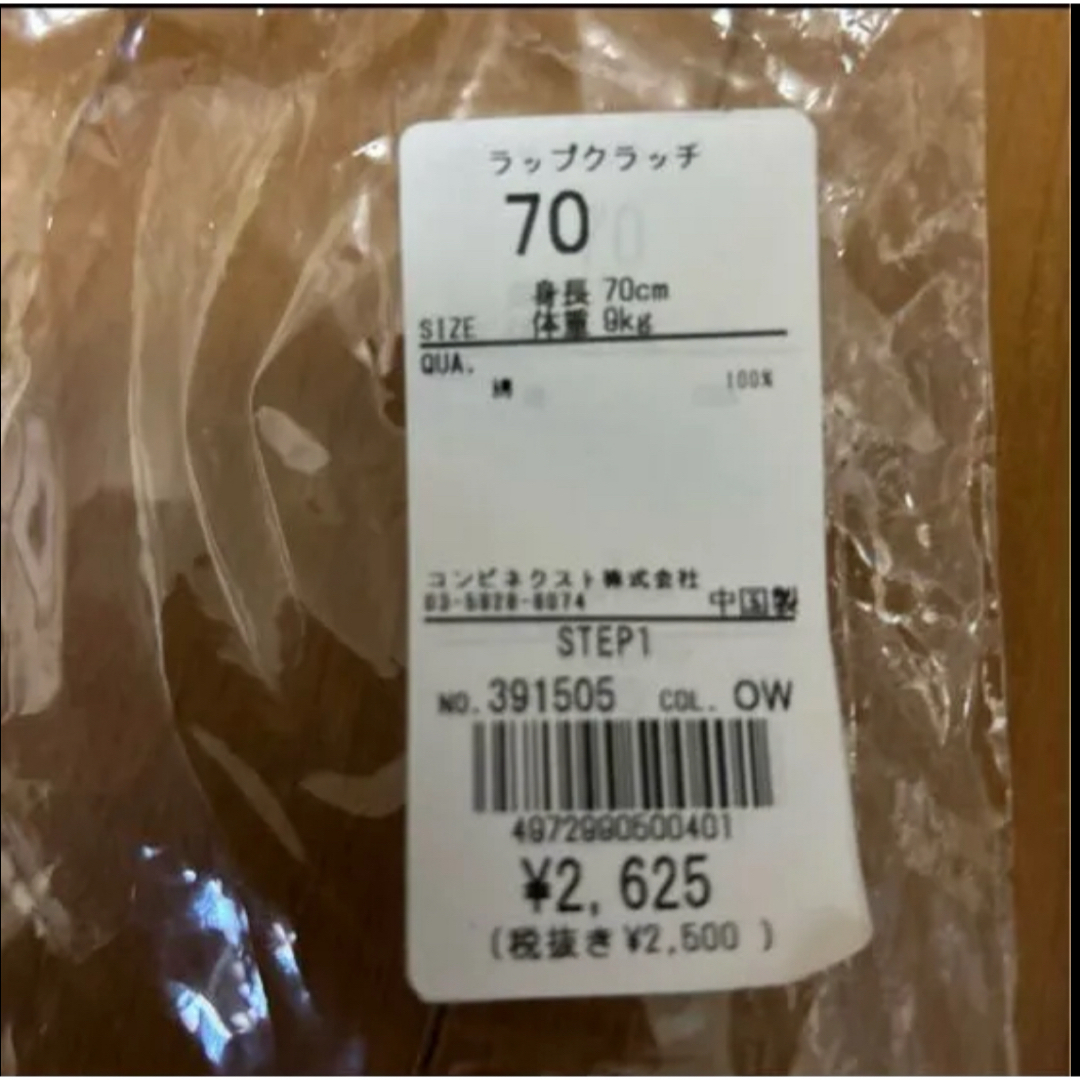 ラップクラッチ
70
身長 70cm
SIZE 体重 9kg
QUA.
綿 100%
コンビネクスト株式会社
03-5828-6074 中国製
STEP1
NO. 391505 COL. OW
4972990500401
¥2,625
(税抜き ¥2,500 )